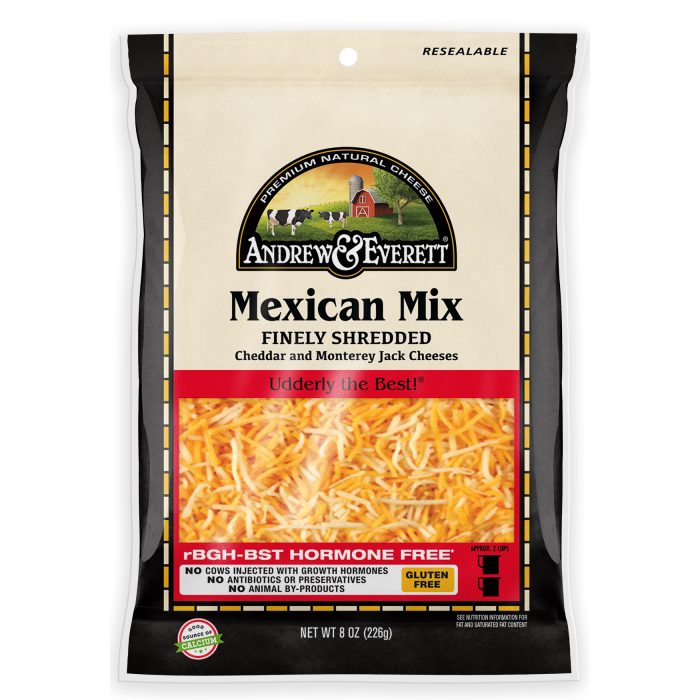 RESEALABLE
PREMIUM NATURAL CHEESE
ANDREW & EVERETT®
Mexican Mix
FINELY SHREDDED
Cheddar and Monterey Jack Cheeses
Udderly the Best!®
rBGH-BST HORMONE FREE*
APPROX. 2 CUPS
NO COWS INJECTED WITH GROWTH HORMONES
NO ANTIBIOTICS OR PRESERVATIVES
NO ANIMAL BY-PRODUCTS
GLUTEN
FREE
GOOD
SOURCE OF
CALCIUM
NET WT 8 OZ (226g)
SEE NUTRITION INFORMATION FOR
FAT AND SATURATED FAT CONTENT